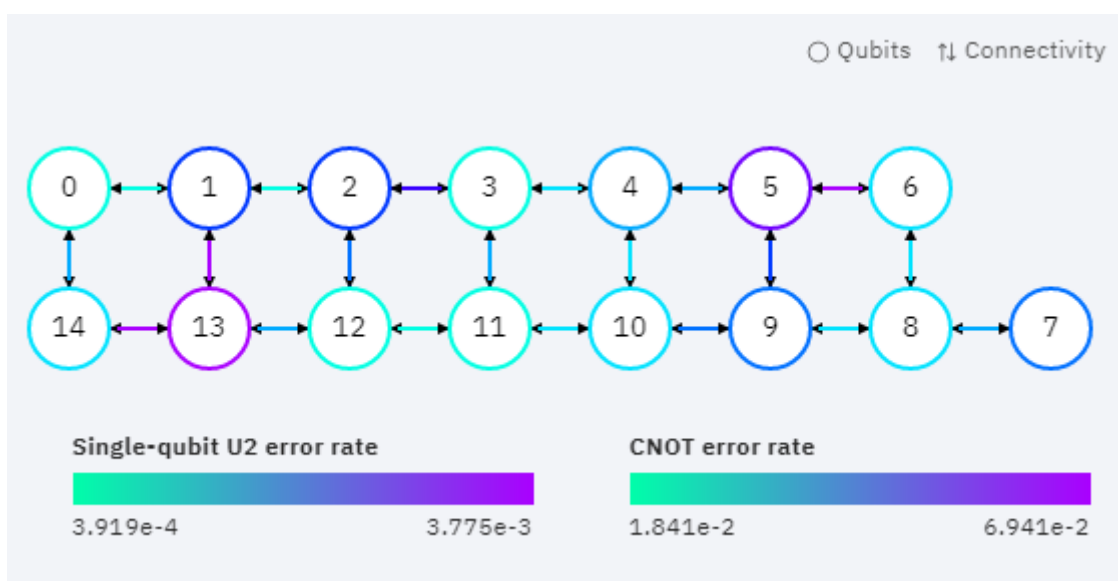 Qubits ⇅ Connectivity
0 1 2 3 4 5 6
14 13 12 11 10 9 8 7
Single-qubit U2 error rate CNOT error rate
3.919e-4 3.775e-3 1.841e-2 6.941e-2